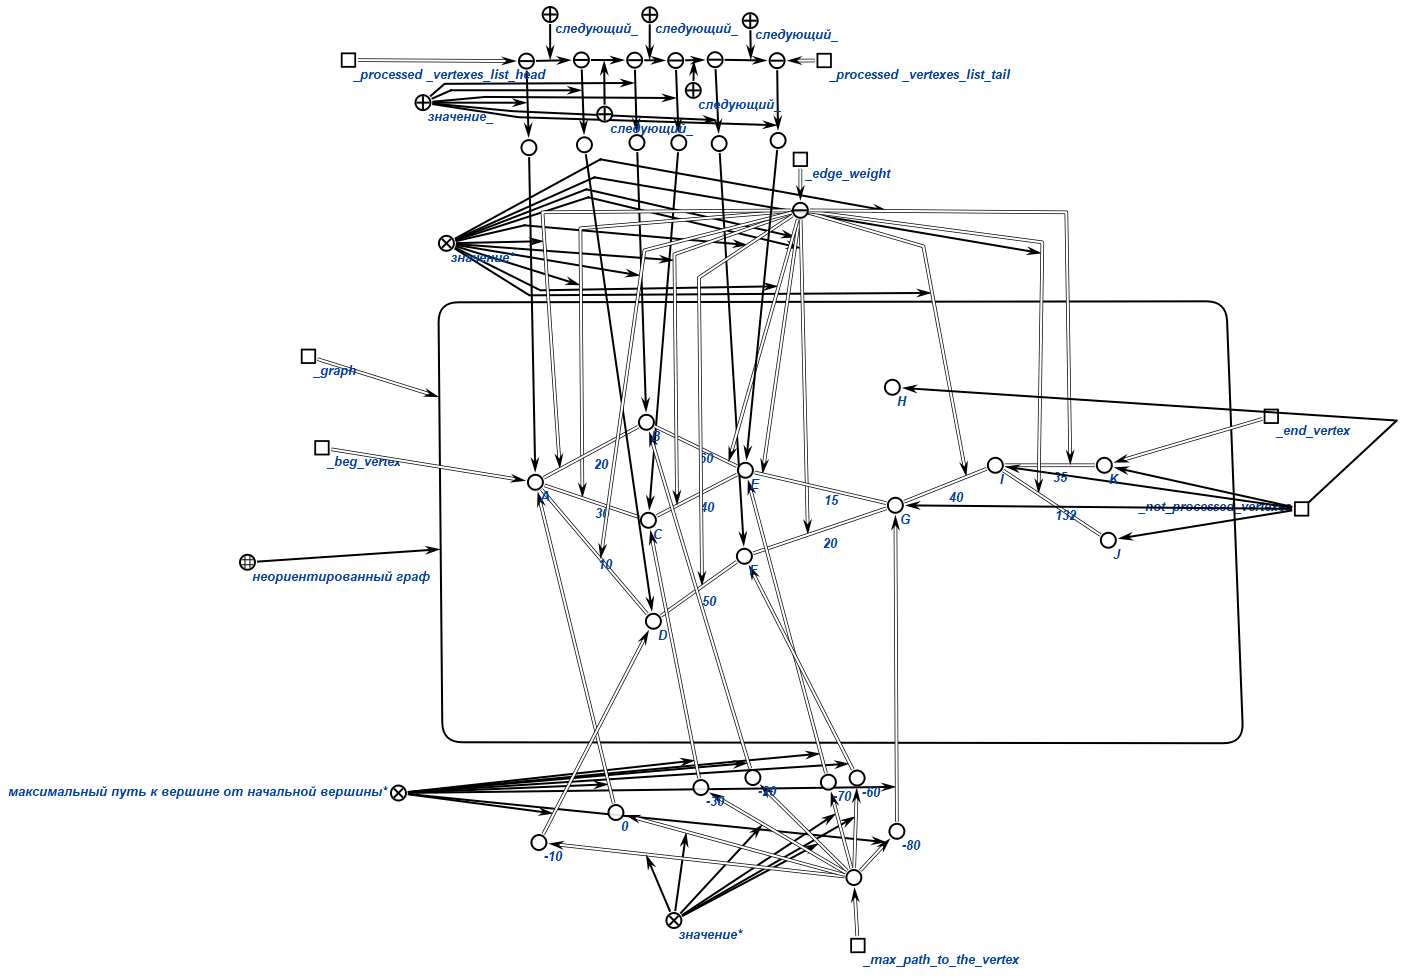 следующий_
следующий_
следующий_
_processed _vertexes_list_head
_processed _vertexes_list_tail
следующий_
значение_
следующий_
_edge_weight
значение*
_graph
H
_end_vertex
B
_beg_vertex
60
20
I
35
K
E
A
15
40
30
40
_not_processed_vertexes
132
G
C
20
J
10
F
неориентированный граф
50
D
максимальный путь к вершине от начальной вершины*
-30
-20
-70
-60
0
-80
-10
значение*
_max_path_to_the_vertex